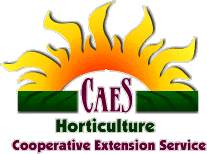 CAES
Horticulture
Cooperative Extension Service